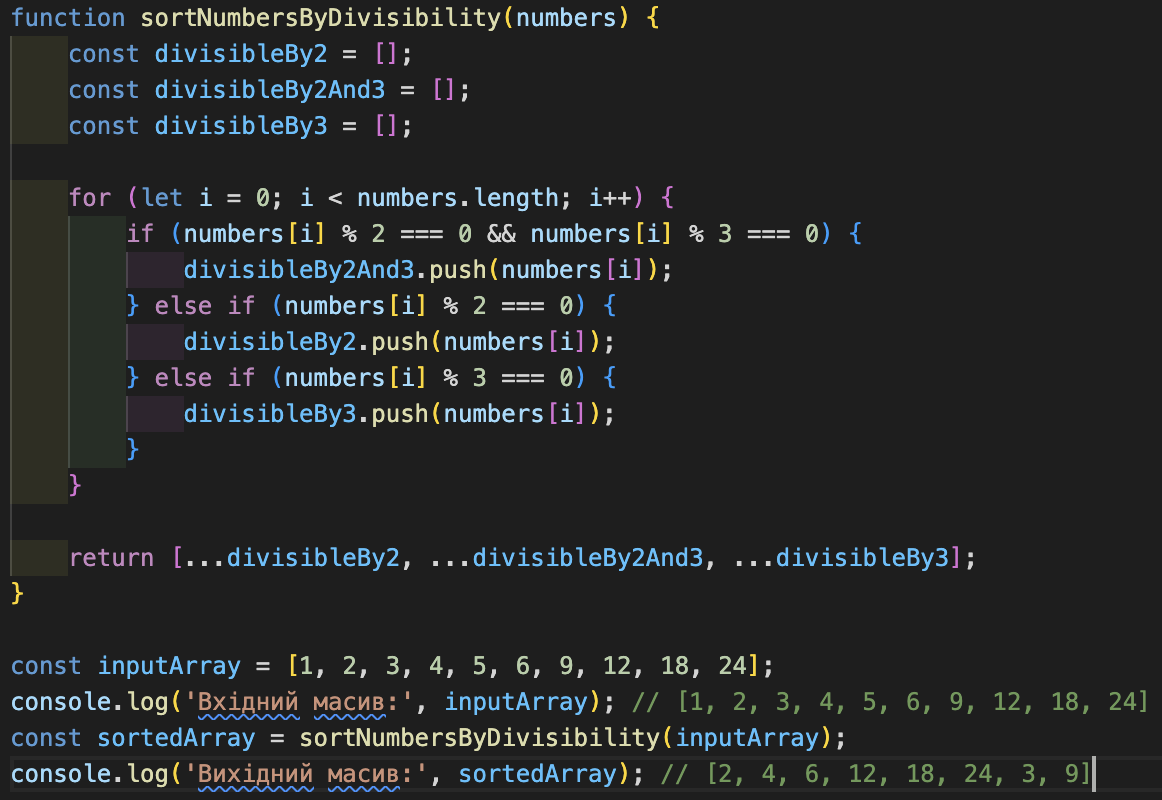 function sortNumbersByDivisibility(numbers) {
    const divisibleBy2 = [];
    const divisibleBy2And3 = [];
    const divisibleBy3 = [];

    for (let i = 0; i < numbers.length; i++) {
        if (numbers[i] % 2 === 0 && numbers[i] % 3 === 0) {
            divisibleBy2And3.push(numbers[i]);
        } else if (numbers[i] % 2 === 0) {
            divisibleBy2.push(numbers[i]);
        } else if (numbers[i] % 3 === 0) {
            divisibleBy3.push(numbers[i]);
        }
    }

    return [...divisibleBy2, ...divisibleBy2And3, ...divisibleBy3];
}

const inputArray = [1, 2, 3, 4, 5, 6, 9, 12, 18, 24];
console.log('Вхідний масив:', inputArray); // [1, 2, 3, 4, 5, 6, 9, 12, 18, 24]
const sortedArray = sortNumbersByDivisibility(inputArray);
console.log('Вихідний масив:', sortedArray); // [2, 4, 6, 12, 18, 24, 3, 9]